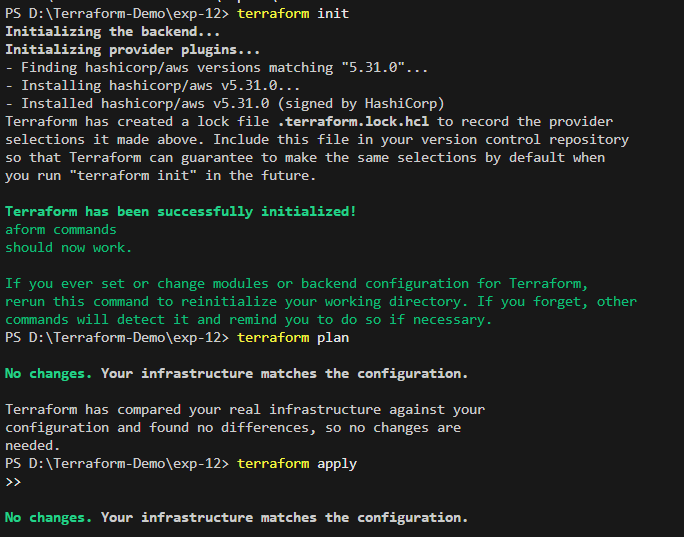 PS D:\Terraform-Demo\exp-12> terraform init
Initializing the backend...
Initializing provider plugins...
- Finding hashicorp/aws versions matching "5.31.0"...
- Installing hashicorp/aws v5.31.0...
- Installed hashicorp/aws v5.31.0 (signed by HashiCorp)
Terraform has created a lock file .terraform.lock.hcl to record the provider
selections it made above. Include this file in your version control repository
so that Terraform can guarantee to make the same selections by default when
you run "terraform init" in the future.
Terraform has been successfully initialized!
aform commands
should now work.
If you ever set or change modules or backend configuration for Terraform,
rerun this command to reinitialize your working directory. If you forget, other
commands will detect it and remind you to do so if necessary.
PS D:\Terraform-Demo\exp-12> terraform plan
No changes. Your infrastructure matches the configuration.
Terraform has compared your real infrastructure against your
configuration and found no differences, so no changes are
needed.
PS D:\Terraform-Demo\exp-12> terraform apply
>>
No changes. Your infrastructure matches the configuration.